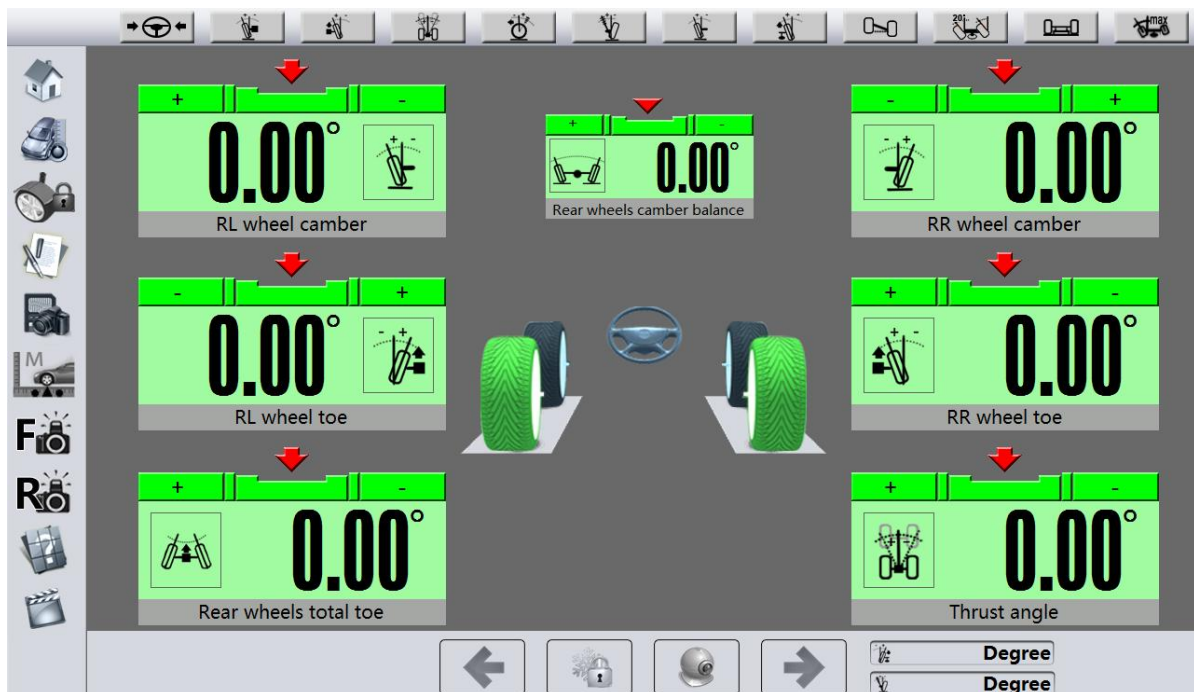 20°
max
+ -
0.00°
+ -
RL wheel camber
+ -
0.00°
+ -
Rear wheels camber balance
- +
0.00°
- +
RR wheel camber
- +
0.00°
- +
RL wheel toe
+ -
0.00°
+ -
RR wheel toe
M
F
R
+ -
0.00°
Rear wheels total toe
+ -
0.00°
Thrust angle
Degree
Degree